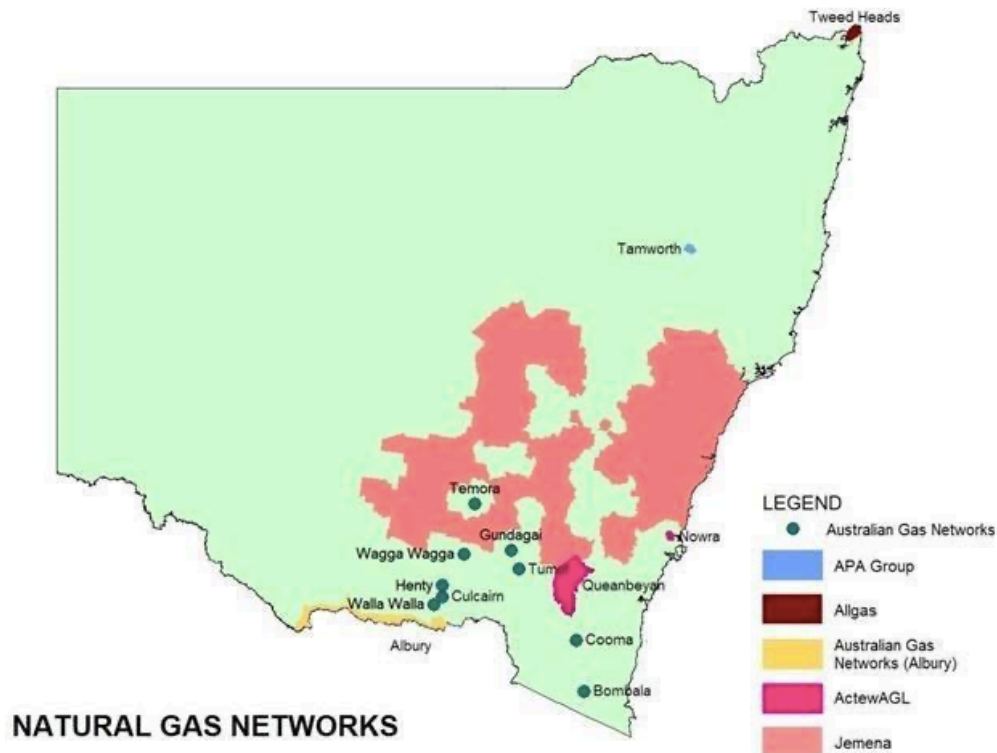 Tweed Heads
Tamworth
Temora
Gundagai
Wagga Wagga
Tum
Nowra
Henty
Queanbeyan
Culcairn
Walla Walla
Albury
Cooma
Bombala
NATURAL GAS NETWORKS
LEGEND
Australian Gas Networks
APA Group
Allgas
Australian Gas
Networks (Albury)
ActewAGL
Jemena